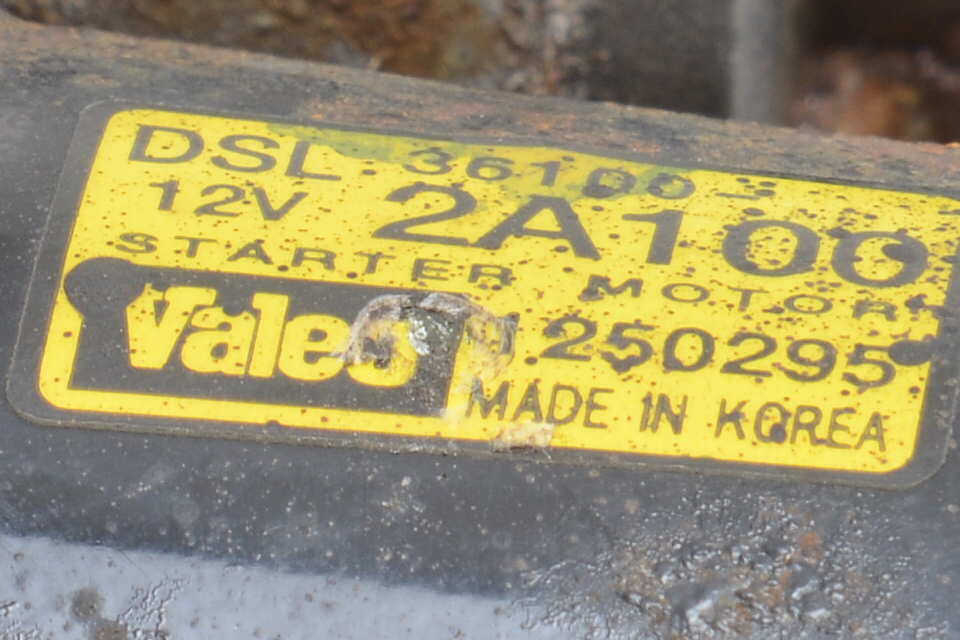 DSL 36100-
12V 2A100
STARTER MOTOR
Valeo 250295
MADE IN KOREA